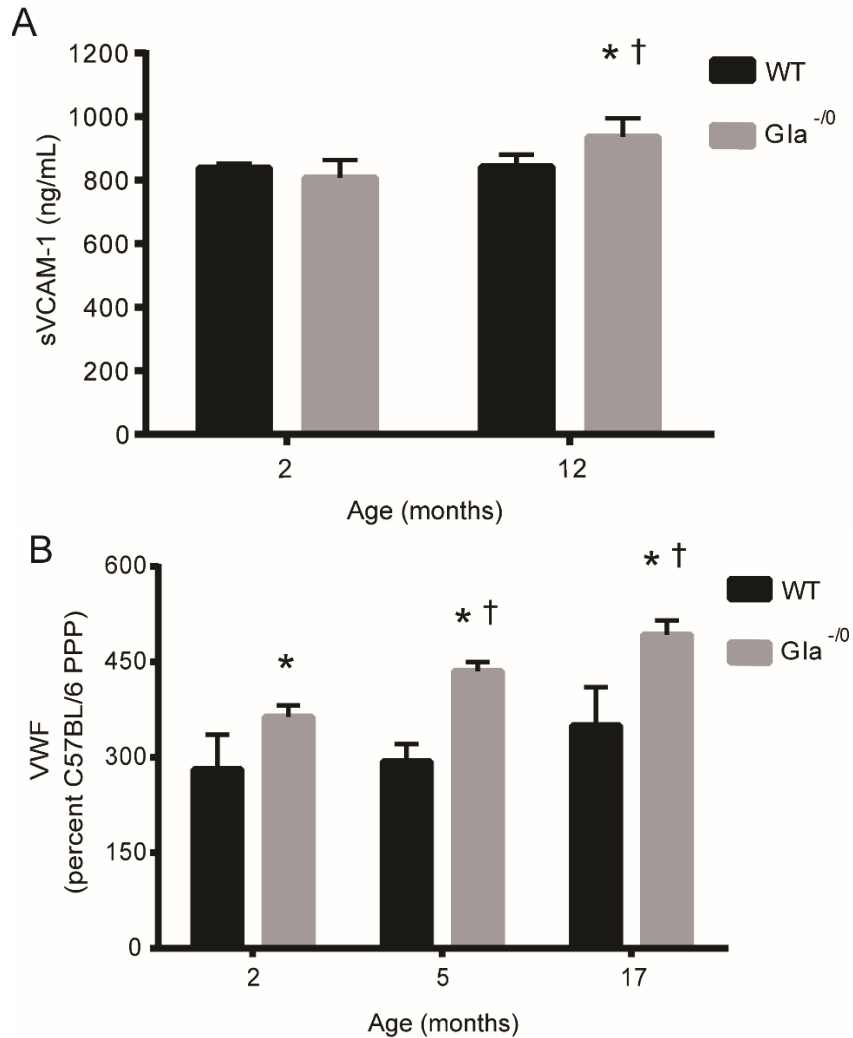 A
1200
1000
800
600
400
200
0
sVCAM-1 (ng/mL)
* †
WT
Gla -/0
2 12
Age (months)
B
600
450
300
150
0
VWF
(percent C57BL/6 PPP)
*
* †
* †
WT
Gla -/0
2 5 17
Age (months)